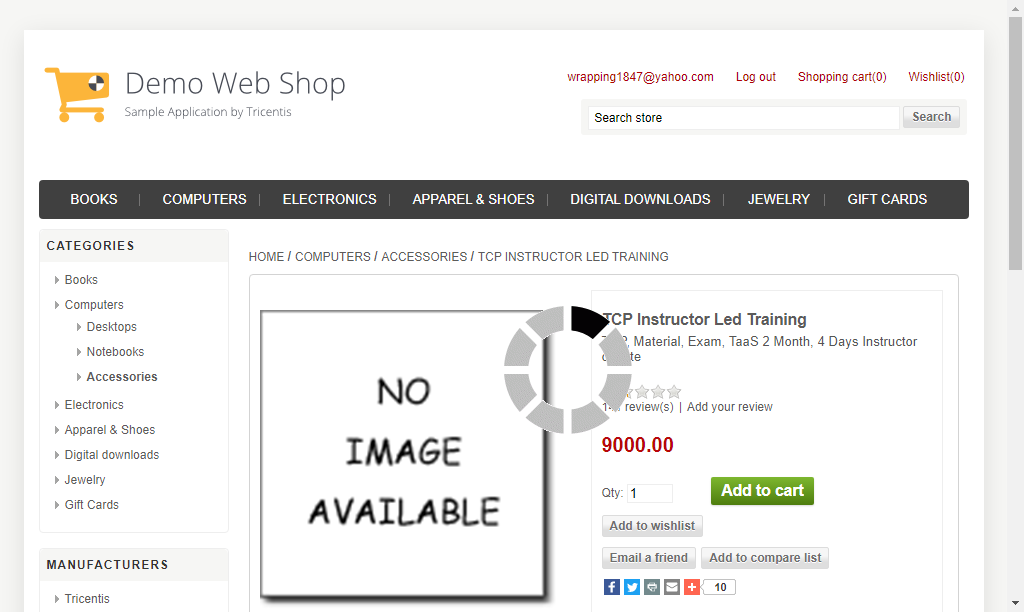 Demo Web Shop
Sample Application by Tricentis
wrapping1847@yahoo.com Log out Shopping cart(0) Wishlist(0)
Search store Search
BOOKS COMPUTERS ELECTRONICS APPAREL & SHOES DIGITAL DOWNLOADS JEWELRY GIFT CARDS
CATEGORIES
Books
Computers
Desktops
Notebooks
Accessories
Electronics
Apparel & Shoes
Digital downloads
Jewelry
Gift Cards
MANUFACTURERS
Tricentis
HOME / COMPUTERS / ACCESSORIES / TCP INSTRUCTOR LED TRAINING
NO
IMAGE
AVAILABLE
TCP Instructor Led Training
Material, Exam, TaaS 2 Month, 4 Days Instructor
review(s) | Add your review
9000.00
Qty: 1 Add to cart
Add to wishlist
Email a friend Add to compare list
10